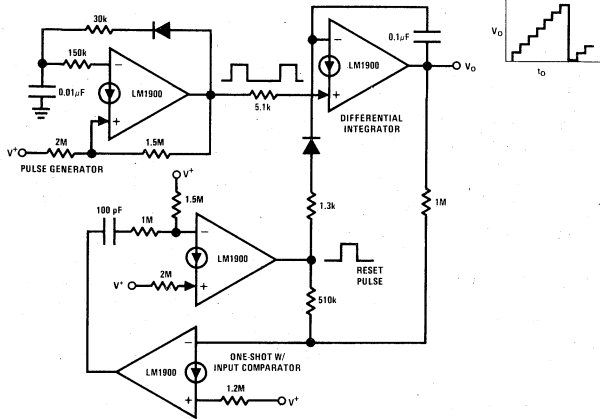 30k
150k
0.01μF
LM1900
2M
V+
1.5M
PULSE GENERATOR
5.1k
0.1μF
LM1900
DIFFERENTIAL
INTEGRATOR
VO
VO
tO
1M
1.3k
V+
1.5M
100 pF
1M
LM1900
2M
V+
RESET
PULSE
510k
ONE-SHOT W/
INPUT COMPARATOR
LM1900
1.2M
V+